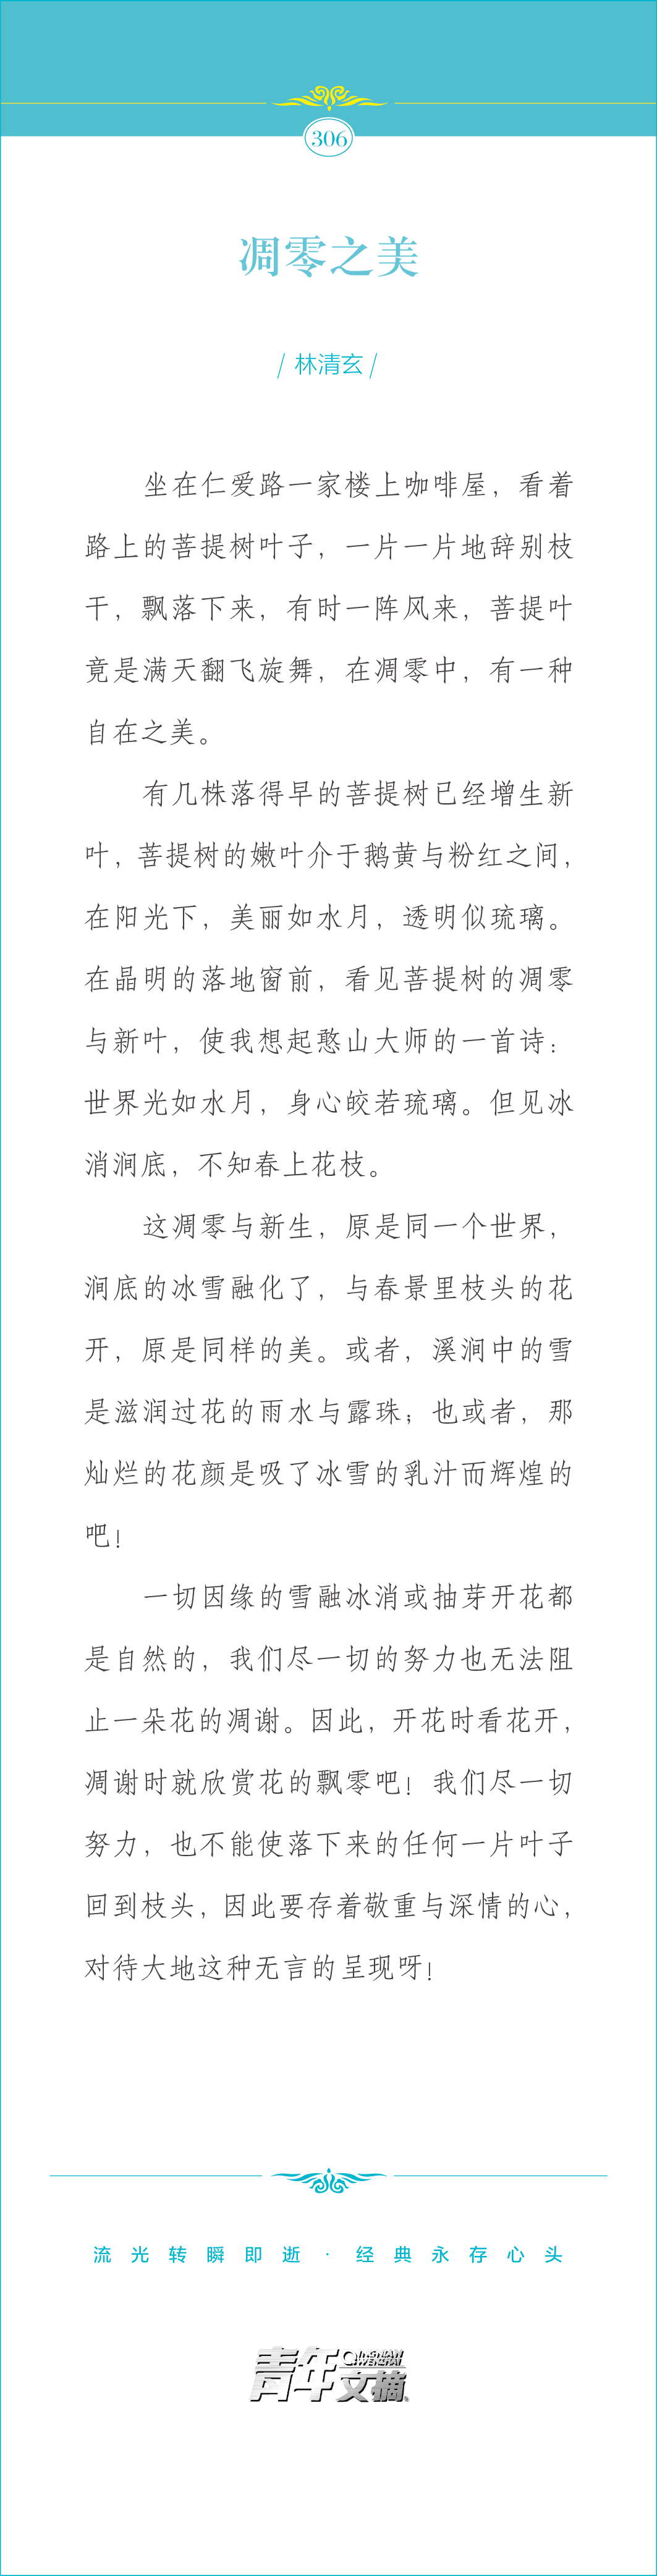 306
凋零之美
/ 林清玄 /
坐在仁爱路一家楼上咖啡屋，看着
路上的菩提树叶子，一片一片地辞别枝
干，飘落下来，有时一阵风来，菩提叶
竟是满天翻飞旋舞，在凋零中，有一种
自在之美。
有几株落得早的菩提树已经增生新
叶，菩提树的嫩叶介于鹅黄与粉红之间，
在阳光下，美丽如水月，透明似琉璃。
在晶明的落地窗前，看见菩提树的凋零
与新叶，使我想起憨山大师的一首诗：
世界光如水月，身心皎若琉璃。但见冰
消涧底，不知春上花枝。
这凋零与新生，原是同一个世界，
涧底的冰雪融化了，与春景里枝头的花
开，原是同样的美。或者，溪涧中的雪
是滋润过花的雨水与露珠；也或者，那
灿烂的花颜是吸了冰雪的乳汁而辉煌的
吧！
一切因缘的雪融冰消或抽芽开花都
是自然的，我们尽一切的努力也无法阻
止一朵花的凋谢。因此，开花时看花开，
凋谢时就欣赏花的飘零吧！我们尽一切
努力，也不能使落下来的任何一片叶子
回到枝头，因此要存着敬重与深情的心，
对待大地这种无言的呈现呀！
流光转瞬即逝·经典永存心头
青年文摘